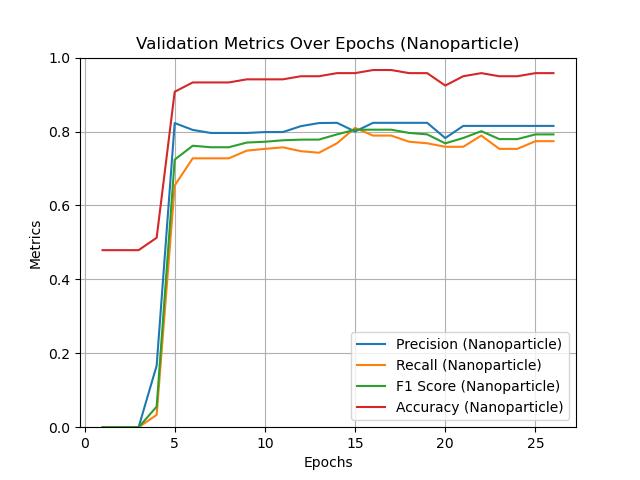 Validation Metrics Over Epochs (Nanoparticle)
1.0
0.8
0.6
0.4
0.2
0.0
Metrics
0
5
10
15
20
25
Epochs
Precision (Nanoparticle)
Recall (Nanoparticle)
F1 Score (Nanoparticle)
Accuracy (Nanoparticle)